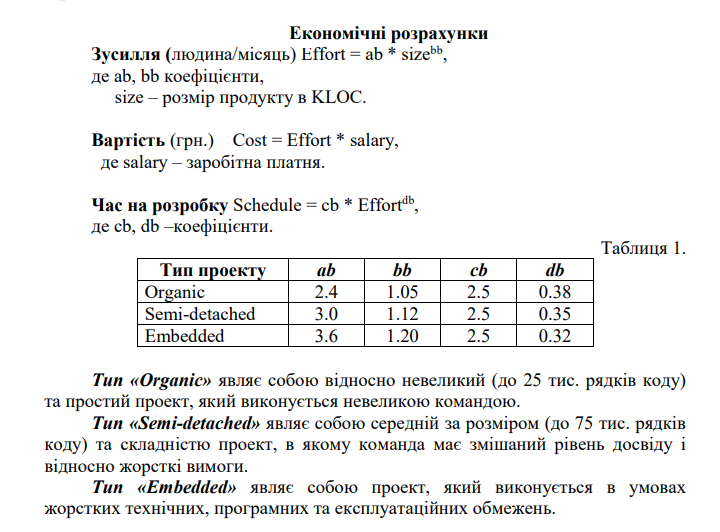 Економічні розрахунки
Зусилля (людина/місяць) Effort = ab * size^bb,
де ab, bb коефіцієнти,
size – розмір продукту в KLOC.
Вартість (грн.) Cost = Effort * salary,
де salary – заробітна платня.
Час на розробку Schedule = cb * Effort^db,
де cb, db –коефіцієнти.
Таблиця 1.
Тип проекту ab bb cb db
Organic 2.4 1.05 2.5 0.38
Semi-detached 3.0 1.12 2.5 0.35
Embedded 3.6 1.20 2.5 0.32
Тип «Organic» являє собою відносно невеликий (до 25 тис. рядків коду)
та простий проект, який виконується невеликою командою.
Тип «Semi-detached» являє собою середній за розміром (до 75 тис. рядків
коду) та складністю проект, в якому команда має змішаний рівень досвіду і
відносно жорсткі вимоги.
Тип «Embedded» являє собою проект, який виконується в умовах
жорстких технічних, програмних та експлуатаційних обмежень.